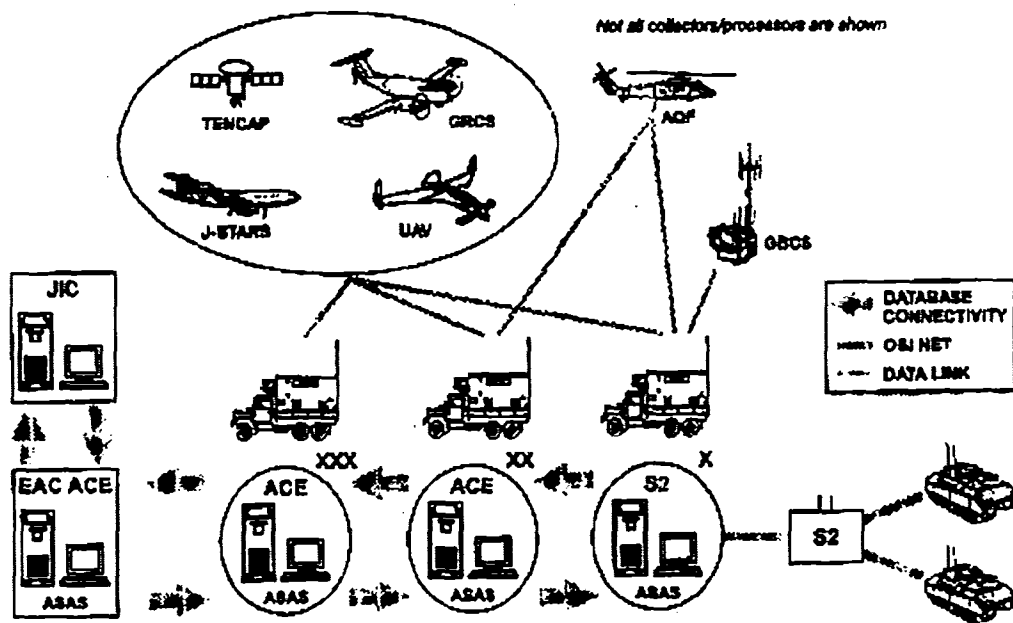 Not all collectors/processors are shown
TENCAP
GRCS
AQF
J-STARS
UAV
GBCS
JIC
DATABASE
CONNECTIVITY
OSI NET
DATA LINK
XXX
XX
X
EAC ACE
ACE
ACE
S2
S2
ASAS
ASAS
ASAS
ASAS